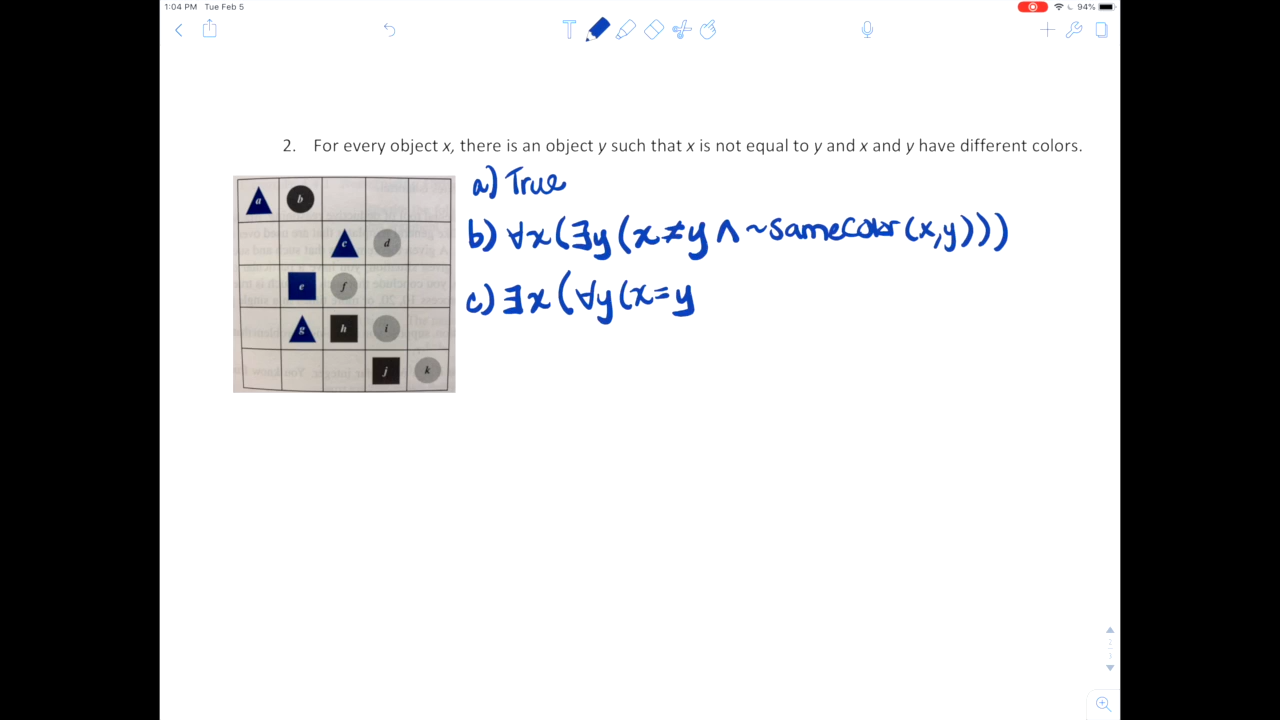 1:04 PM Tue Feb 5
94%
T
2. For every object x, there is an object y such that x is not equal to y and x and y have different colors.
a) True
b) ∀x(∃y(x≠y ∧ ~SameColor(x,y)))
c) ∃x(∀y(x=y
a b
c d
e f
g h i
j k